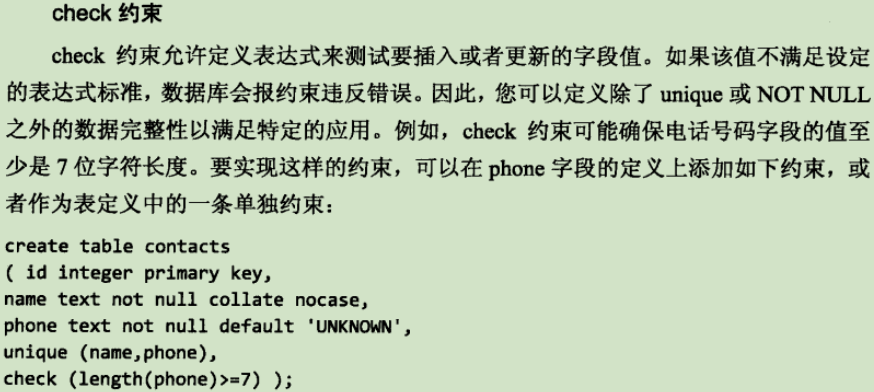 check 约束
check 约束允许定义表达式来测试要插入或者更新的字段值。如果该值不满足设定
的表达式标准，数据库会报约束违反错误。因此，您可以定义除了 unique 或 NOT NULL
之外的数据完整性以满足特定的应用。例如，check 约束可能确保电话号码字段的值至
少是 7 位字符长度。要实现这样的约束，可以在 phone 字段的定义上添加如下约束，或
者作为表定义中的一条单独约束：
create table contacts
( id integer primary key,
name text not null collate nocase,
phone text not null default 'UNKNOWN',
unique (name,phone),
check (length(phone)>=7) );